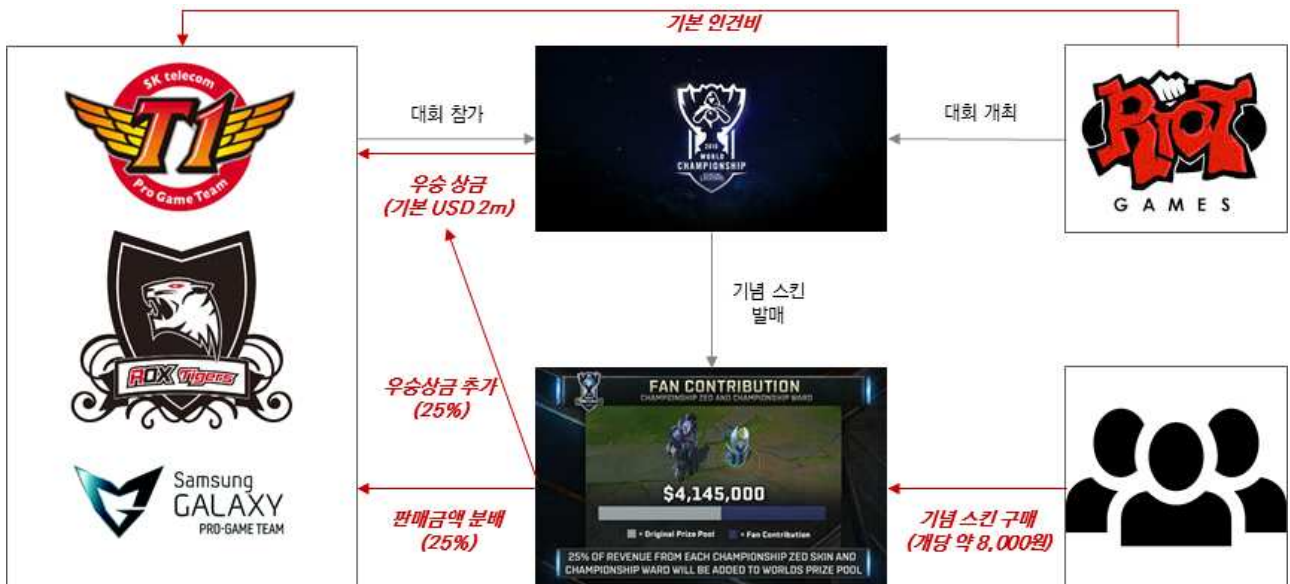 기본 인건비
SK telecom
T1
Pro Game Team
대회 참가
2016
WORLD
CHAMPIONSHIP
대회 개최
RIOT
GAMES
우승 상금
(기본 USD 2m)
기념 스킨
발매
ROX Tigers
우승상금 추가
(25%)
FAN CONTRIBUTION
CHAMPIONSHIP ZED AND CHAMPIONSHIP WARD
$4,145,000
= Original Prize Pool = Fan Contribution
25% OF REVENUE FROM EACH CHAMPIONSHIP ZED SKIN AND
CHAMPIONSHIP WARD WILL BE ADDED TO WORLDS PRIZE POOL
Samsung
GALAXY
PRO-GAME TEAM
판매금액 분배
(25%)
기념 스킨 구매
(개당 약 8,000원)